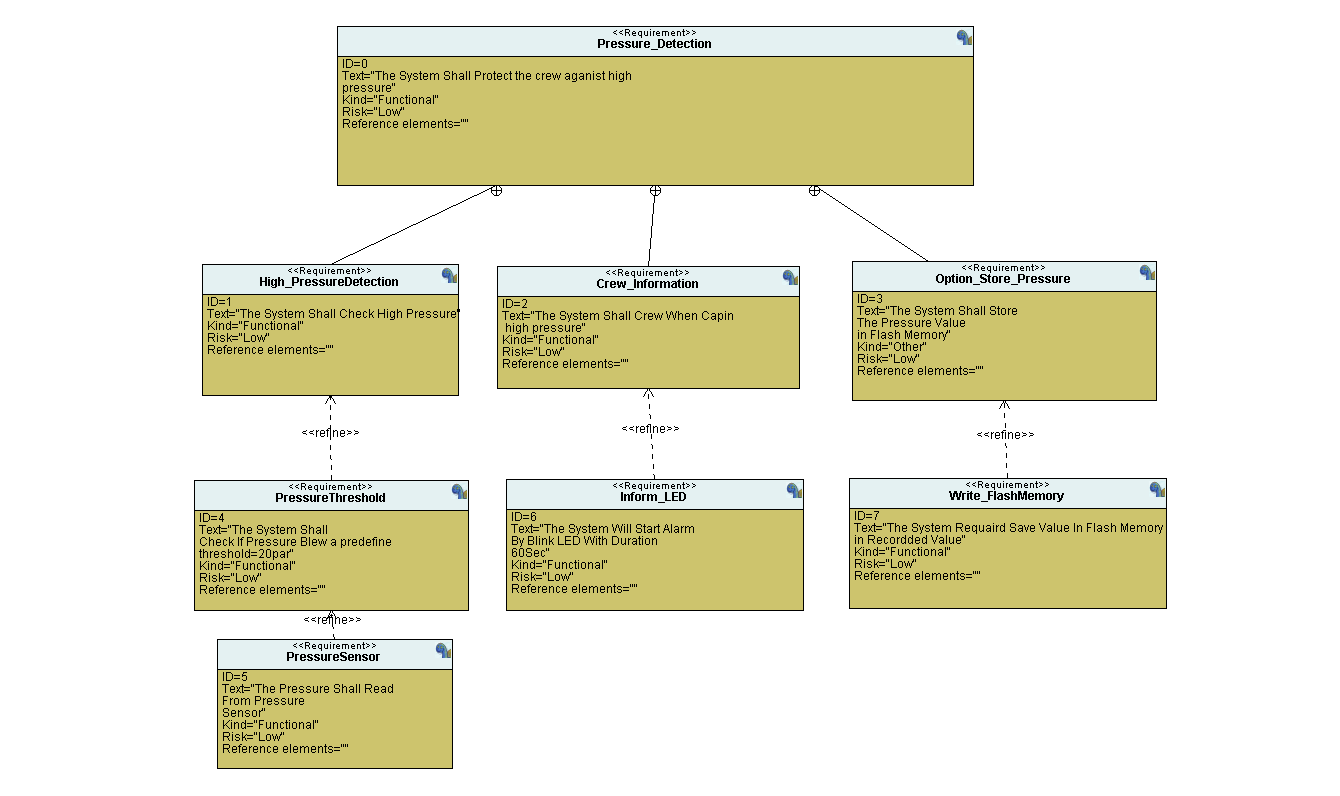 <<Requirement>>
Pressure_Detection
ID=0
Text="The System Shall Protect the crew aganist high
pressure"
Kind="Functional"
Risk="Low"
Reference elements=""
<<Requirement>>
High_PressureDetection
ID=1
Text="The System Shall Check High Pressure"
Kind="Functional"
Risk="Low"
Reference elements=""
<<Requirement>>
Crew_Information
ID=2
Text="The System Shall Crew When Capin
high pressure"
Kind="Functional"
Risk="Low"
Reference elements=""
<<Requirement>>
Option_Store_Pressure
ID=3
Text="The System Shall Store
The Pressure Value
in Flash Memory"
Kind="Other"
Risk="Low"
Reference elements=""
<<refine>>
<<refine>>
<<refine>>
<<Requirement>>
PressureThreshold
ID=4
Text="The System Shall
Check If Pressure Blew a predefine
threshold=20par"
Kind="Functional"
Risk="Low"
Reference elements=""
<<Requirement>>
Inform_LED
ID=6
Text="The System Will Start Alarm
By Blink LED With Duration
60Sec"
Kind="Functional"
Risk="Low"
Reference elements=""
<<Requirement>>
Write_FlashMemory
ID=7
Text="The System Requaird Save Value In Flash Memory
in Recordded Value"
Kind="Functional"
Risk="Low"
Reference elements=""
<<refine>>
<<Requirement>>
PressureSensor
ID=5
Text="The Pressure Shall Read
From Pressure
Sensor"
Kind="Functional"
Risk="Low"
Reference elements=""